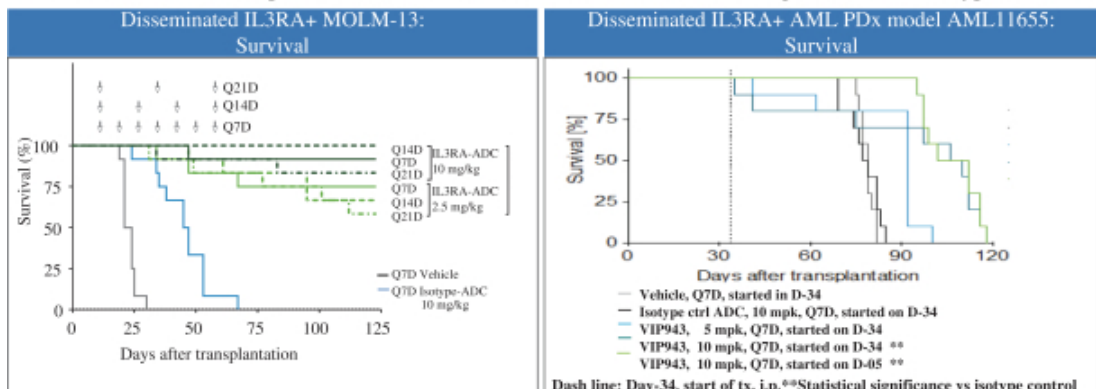 Disseminated IL3RA+ MOLM-13:
Survival
Q21D
Q14D
Q7D
Survival (%)
100
75
50
25
0
Q14D
Q7D
Q21D
IL3RA-ADC
10 mg/kg
Q7D
Q14D
Q21D
IL3RA-ADC
2.5 mg/kg
Q7D Vehicle
Q7D Isotype-ADC
10 mg/kg
0 25 50 75 100 125
Days after transplantation
Disseminated IL3RA+ AML PDx model AML11655:
Survival
Survival [%]
100
75
50
25
0
0 30 60 90 120
Days after transplantation
Vehicle, Q7D, started in D-34
Isotype ctrl ADC, 10 mpk, Q7D, started on D-34
VIP943, 5 mpk, Q7D, started on D-34
VIP943, 10 mpk, Q7D, started on D-34 **
VIP943, 10 mpk, Q7D, started on D-05 **
Dash line: Day-34, start of tx, i.p.**Statistical significance vs isotype control